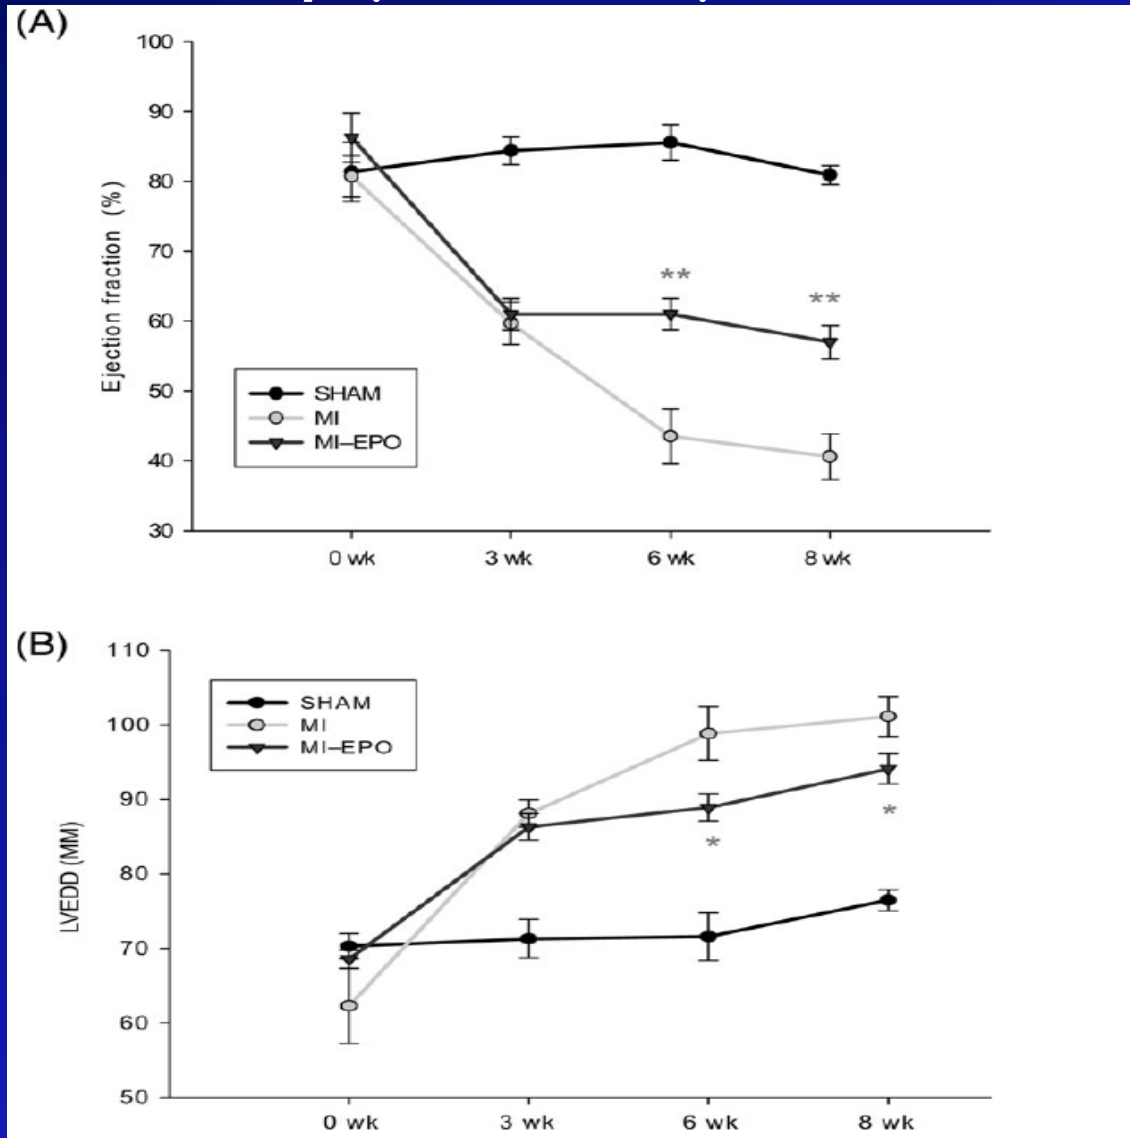 (A)
100
90
80
70
60
50
40
30
Ejection fraction (%)
**
**
SHAM
MI
MI–EPO
0 wk
3 wk
6 wk
8 wk
(B)
110
100
90
80
70
60
50
LVEDD (MM)
SHAM
MI
MI–EPO
*
*
0 wk
3 wk
6 wk
8 wk